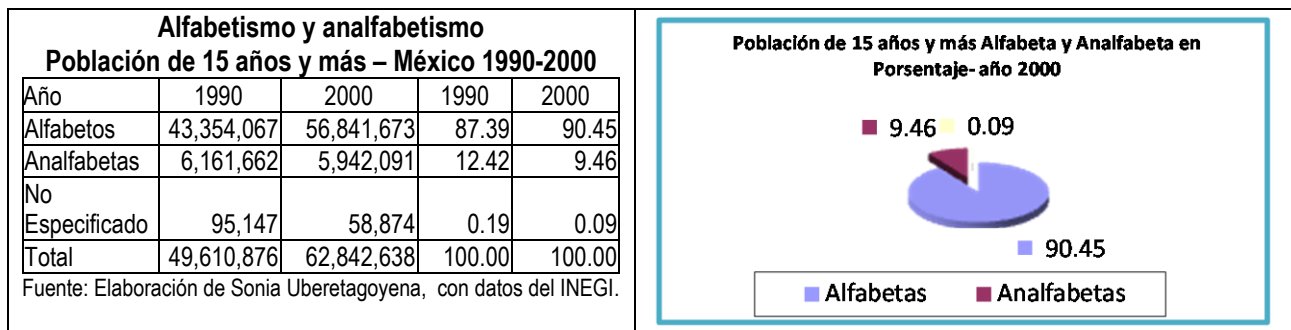 Alfabetismo y analfabetismo
Población de 15 años y más – México 1990-2000
Año 1990 2000 1990 2000
Alfabetos 43,354,067 56,841,673 87.39 90.45
Analfabetas 6,161,662 5,942,091 12.42 9.46
No
Especificado 95,147 58,874 0.19 0.09
Total 49,610,876 62,842,638 100.00 100.00
Fuente: Elaboración de Sonia Uberetagoyena, con datos del INEGI.
Población de 15 años y más Alfabeta y Analfabeta en
Porsentaje- año 2000
9.46 0.09
90.45
Alfabetas Analfabetas